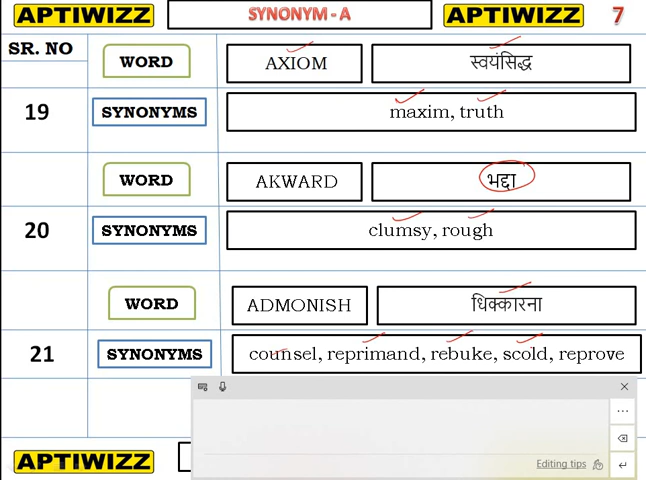 APTIWIZZ SYNONYM - A APTIWIZZ 7
SR. NO WORD AXIOM स्वयंसिद्ध
19 SYNONYMS maxim, truth
WORD AKWARD भद्दा
20 SYNONYMS clumsy, rough
WORD ADMONISH धिक्कारना
21 SYNONYMS counsel, reprimand, rebuke, scold, reprove
Editing tips
APTIWIZZ APTIWIZZ